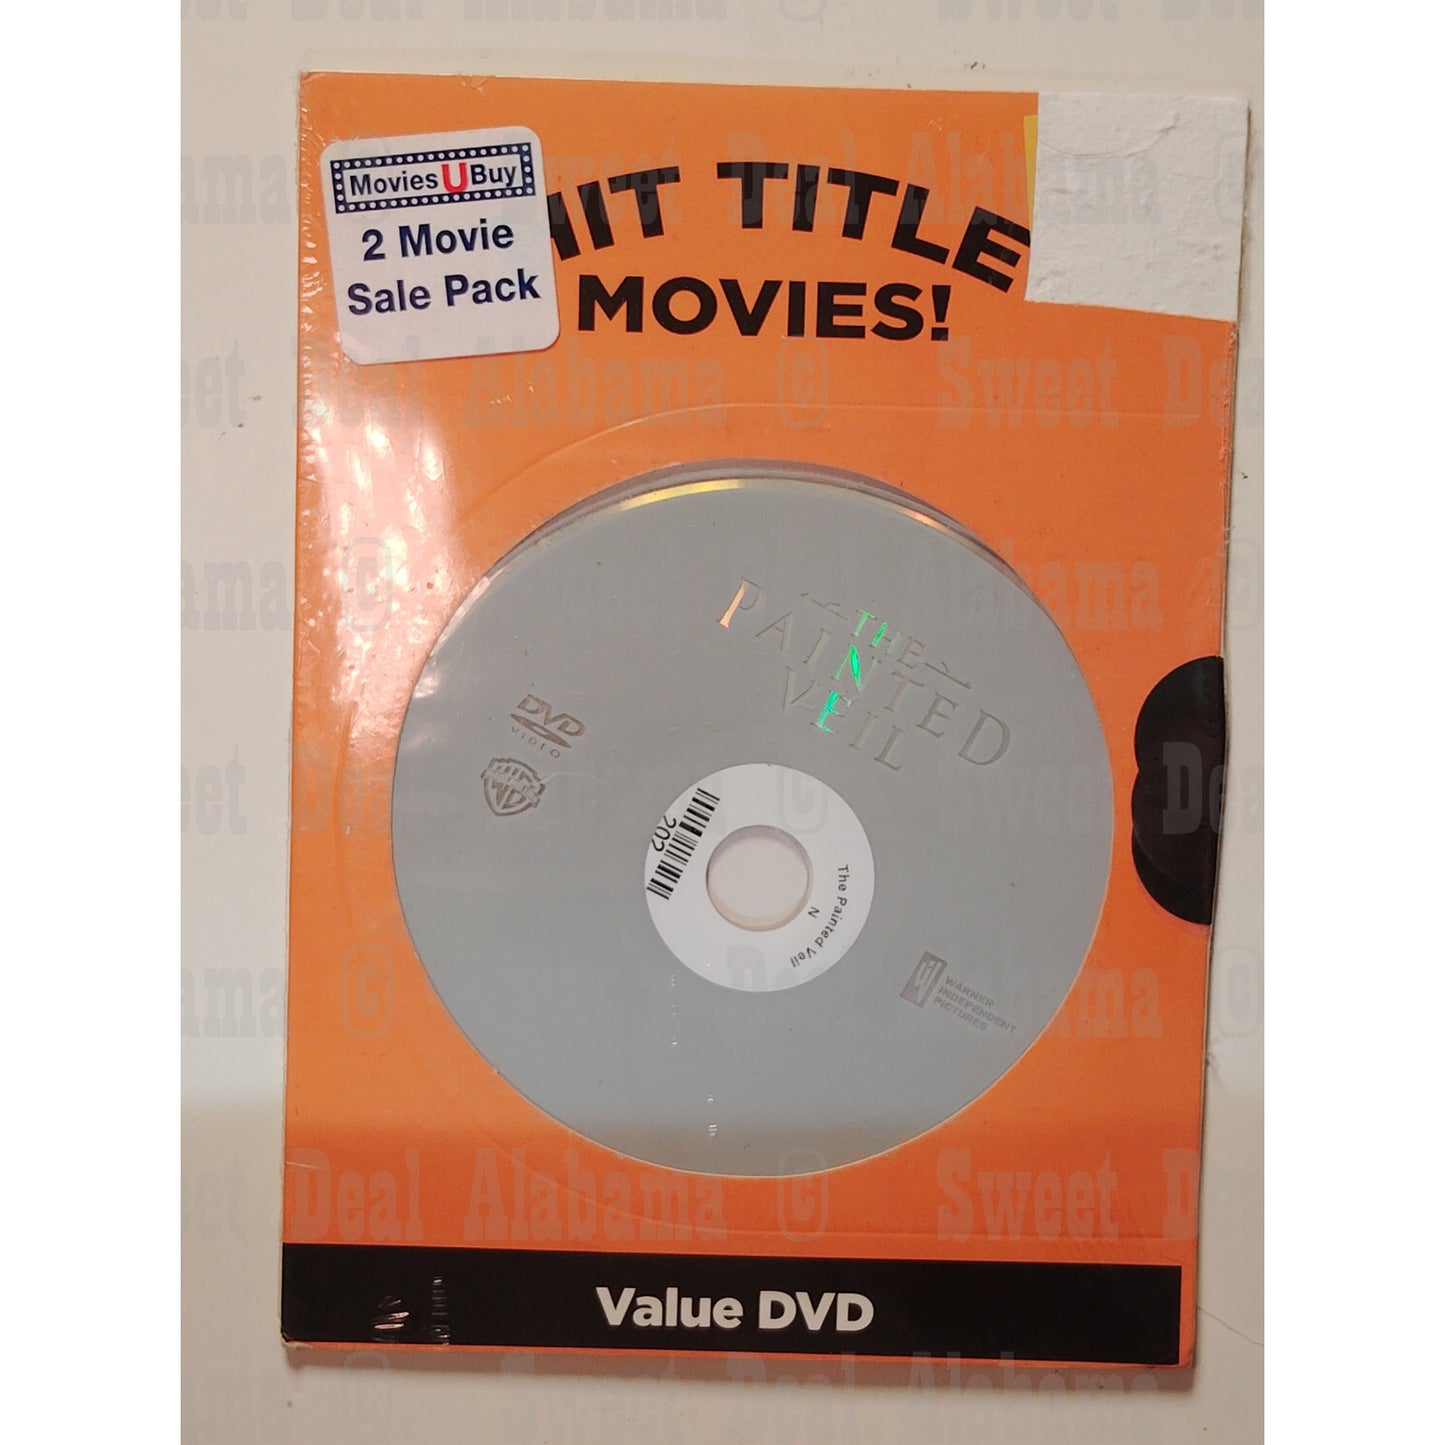 Movies U Buy
2 Movie
Sale Pack
HIT TITLE
MOVIES!
THE
PAINTED
VEIL
DVD
VIDEO
202
The Painted Veil
N
WARNER
INDEPENDENT
PICTURES
Value DVD
Sweet Deal Alabama ©